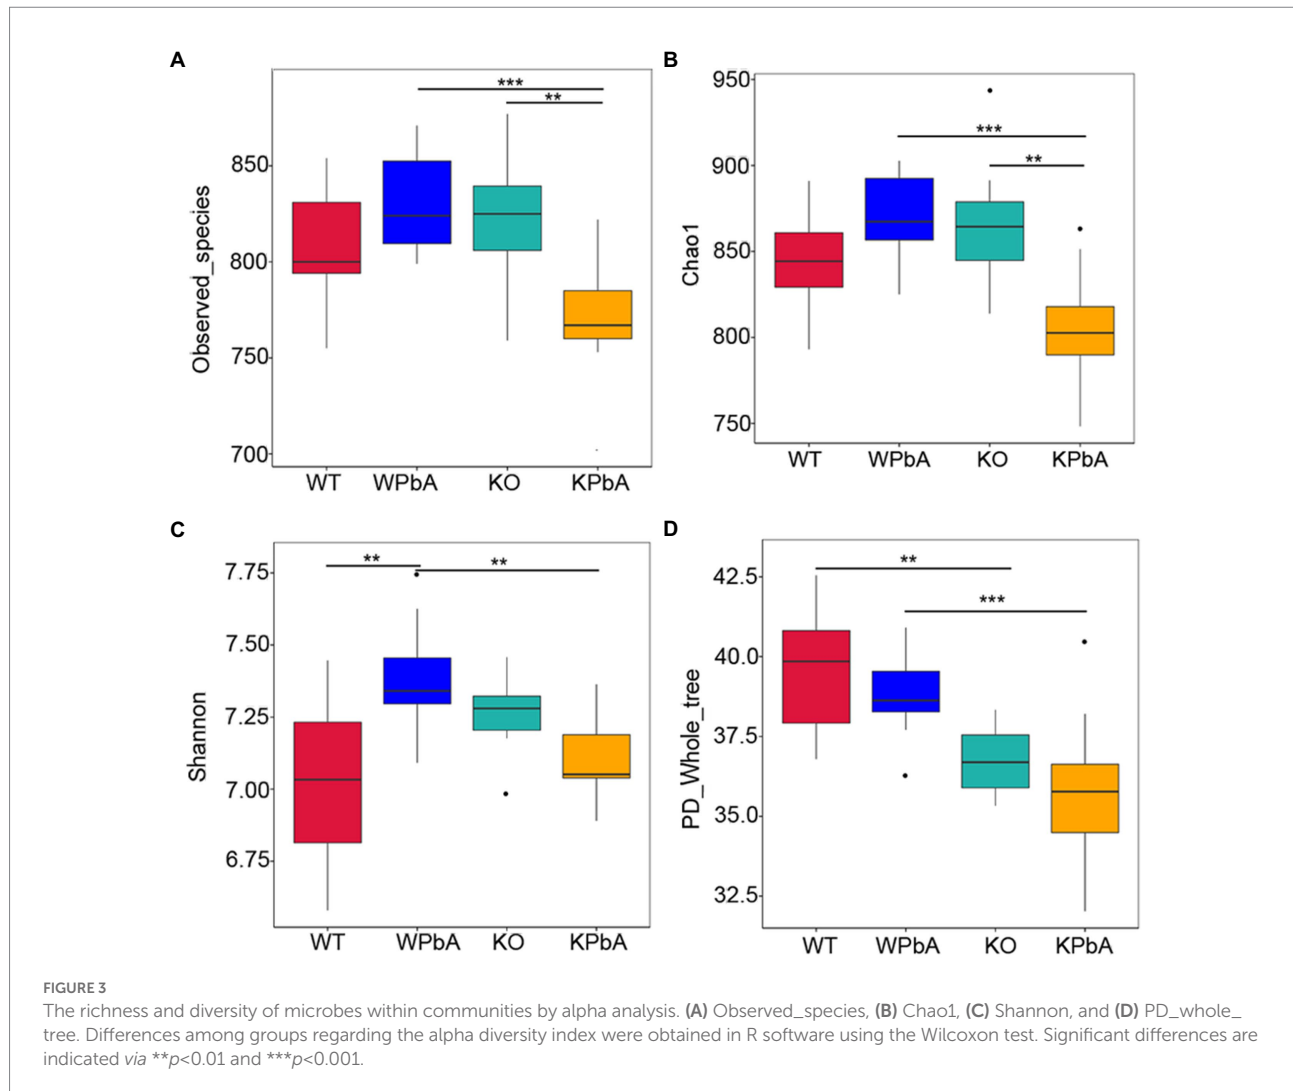 A
***
**
850
800
750
700
Observed_species
WT WPbA KO KPbA
B
950
900
850
800
750
***
**
Chao1
WT WPbA KO KPbA
C
7.75
7.50
7.25
7.00
6.75
** **
Shannon
WT WPbA KO KPbA
D
42.5
40.0
37.5
35.0
32.5
**
***
PD_Whole_tree
WT WPbA KO KPbA
FIGURE 3
The richness and diversity of microbes within communities by alpha analysis. (A) Observed_species, (B) Chao1, (C) Shannon, and (D) PD_whole_
tree. Differences among groups regarding the alpha diversity index were obtained in R software using the Wilcoxon test. Significant differences are
indicated via **p<0.01 and ***p<0.001.